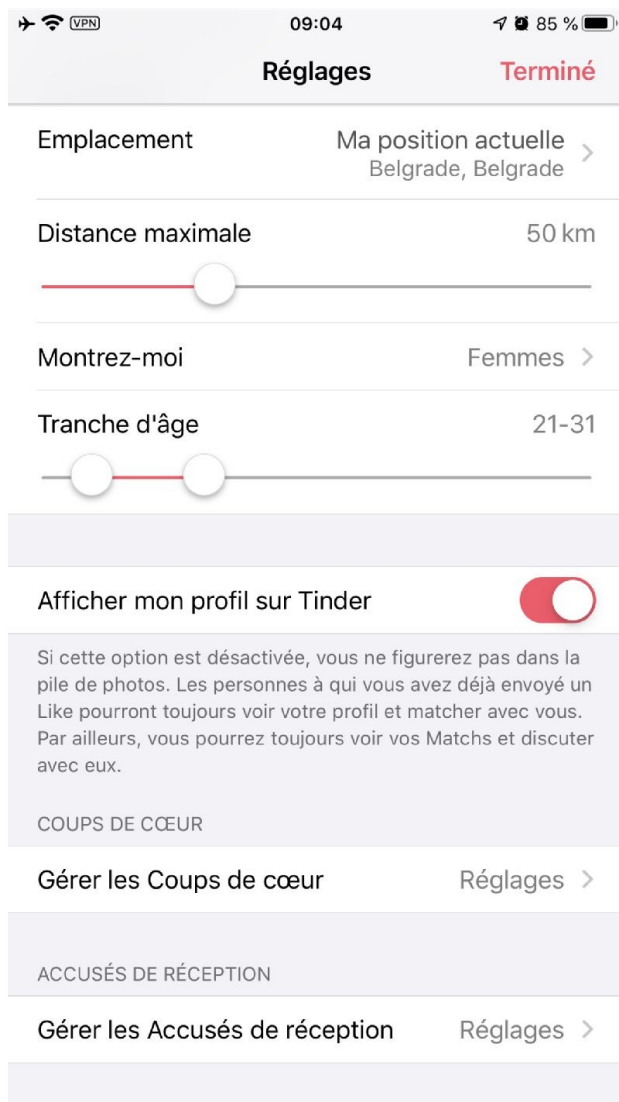 VPN 09:04 85 %
Réglages Terminé
Emplacement Ma position actuelle
Belgrade, Belgrade
Distance maximale 50 km
Montrez-moi Femmes
Tranche d'âge 21-31
Afficher mon profil sur Tinder
Si cette option est désactivée, vous ne figurerez pas dans la
pile de photos. Les personnes à qui vous avez déjà envoyé un
Like pourront toujours voir votre profil et matcher avec vous.
Par ailleurs, vous pourrez toujours voir vos Matchs et discuter
avec eux.
COUPS DE CŒUR
Gérer les Coups de cœur Réglages
ACCUSÉS DE RÉCEPTION
Gérer les Accusés de réception Réglages